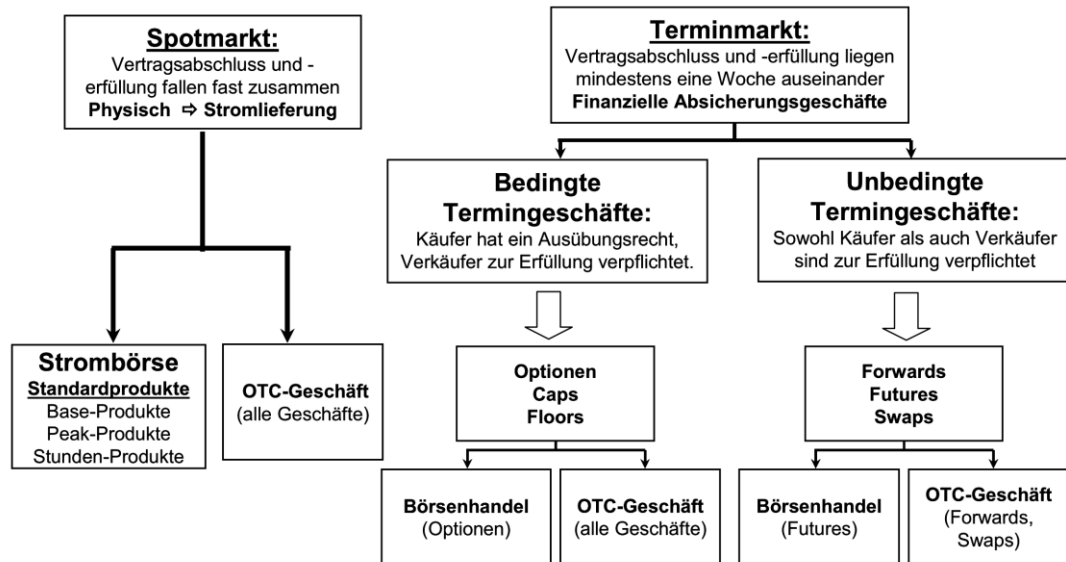 Spotmarkt:
Vertragsabschluss und -
erfüllung fallen fast zusammen
Physisch ⇨ Stromlieferung
Terminmarkt:
Vertragsabschluss und -erfüllung liegen
mindestens eine Woche auseinander
Finanzielle Absicherungsgeschäfte
Bedingte
Termingeschäfte:
Käufer hat ein Ausübungsrecht,
Verkäufer zur Erfüllung verpflichtet.
Unbedingte
Termingeschäfte:
Sowohl Käufer als auch Verkäufer
sind zur Erfüllung verpflichtet
Strombörse
Standardprodukte
Base-Produkte
Peak-Produkte
Stunden-Produkte
OTC-Geschäft
(alle Geschäfte)
Optionen
Caps
Floors
Forwards
Futures
Swaps
Börsenhandel
(Optionen)
OTC-Geschäft
(alle Geschäfte)
Börsenhandel
(Futures)
OTC-Geschäft
(Forwards,
Swaps)